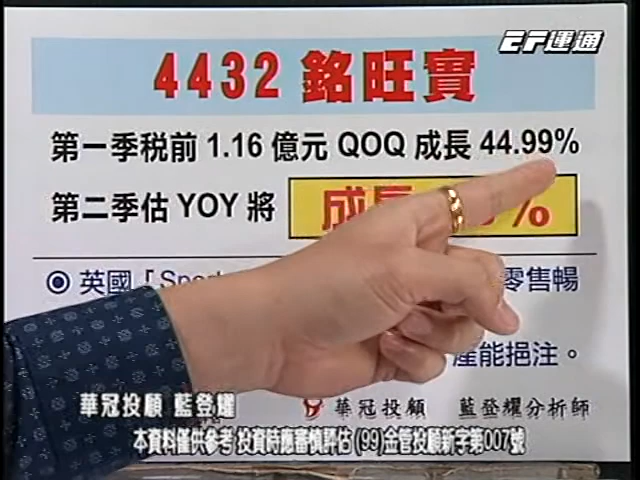 EF運通
4432 銘旺實
第一季稅前 1.16 億元 QOQ 成長 44.99%
第二季估 YOY 將 成長 %
◉ 英國「Sport 零售暢
產能挹注。
華冠投顧 藍登耀分析師
華冠投顧 藍登耀
本資料僅供參考 投資時應審慎評估 (99)金管投顧新字第007號